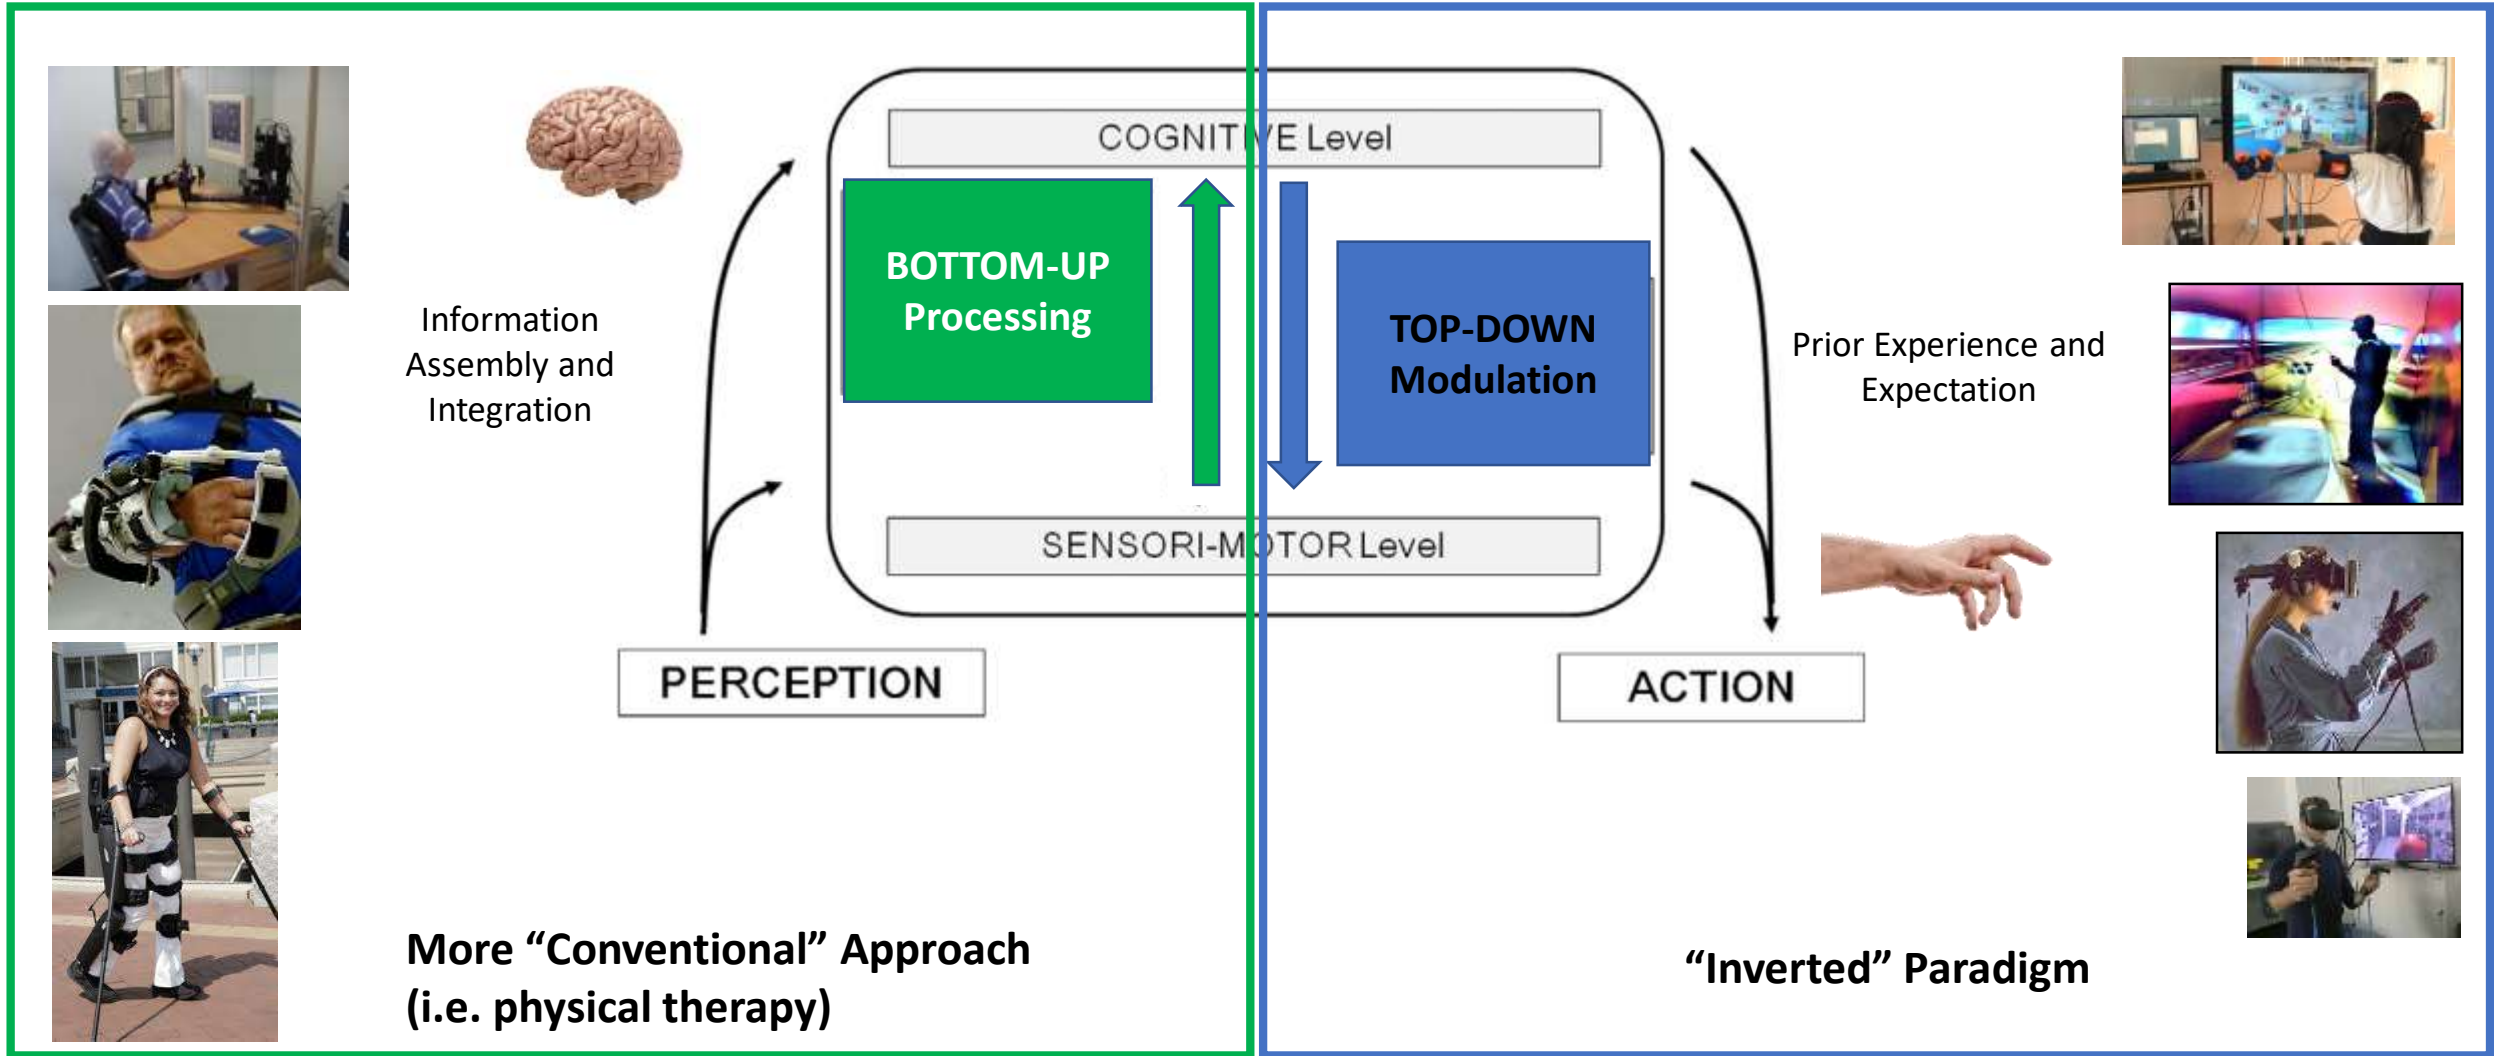 COGNITIVE Level
BOTTOM-UP
Processing
TOP-DOWN
Modulation
Information
Assembly and
Integration
Prior Experience and
Expectation
SENSORI-MOTOR Level
PERCEPTION
ACTION
More “Conventional” Approach
(i.e. physical therapy)
“Inverted” Paradigm